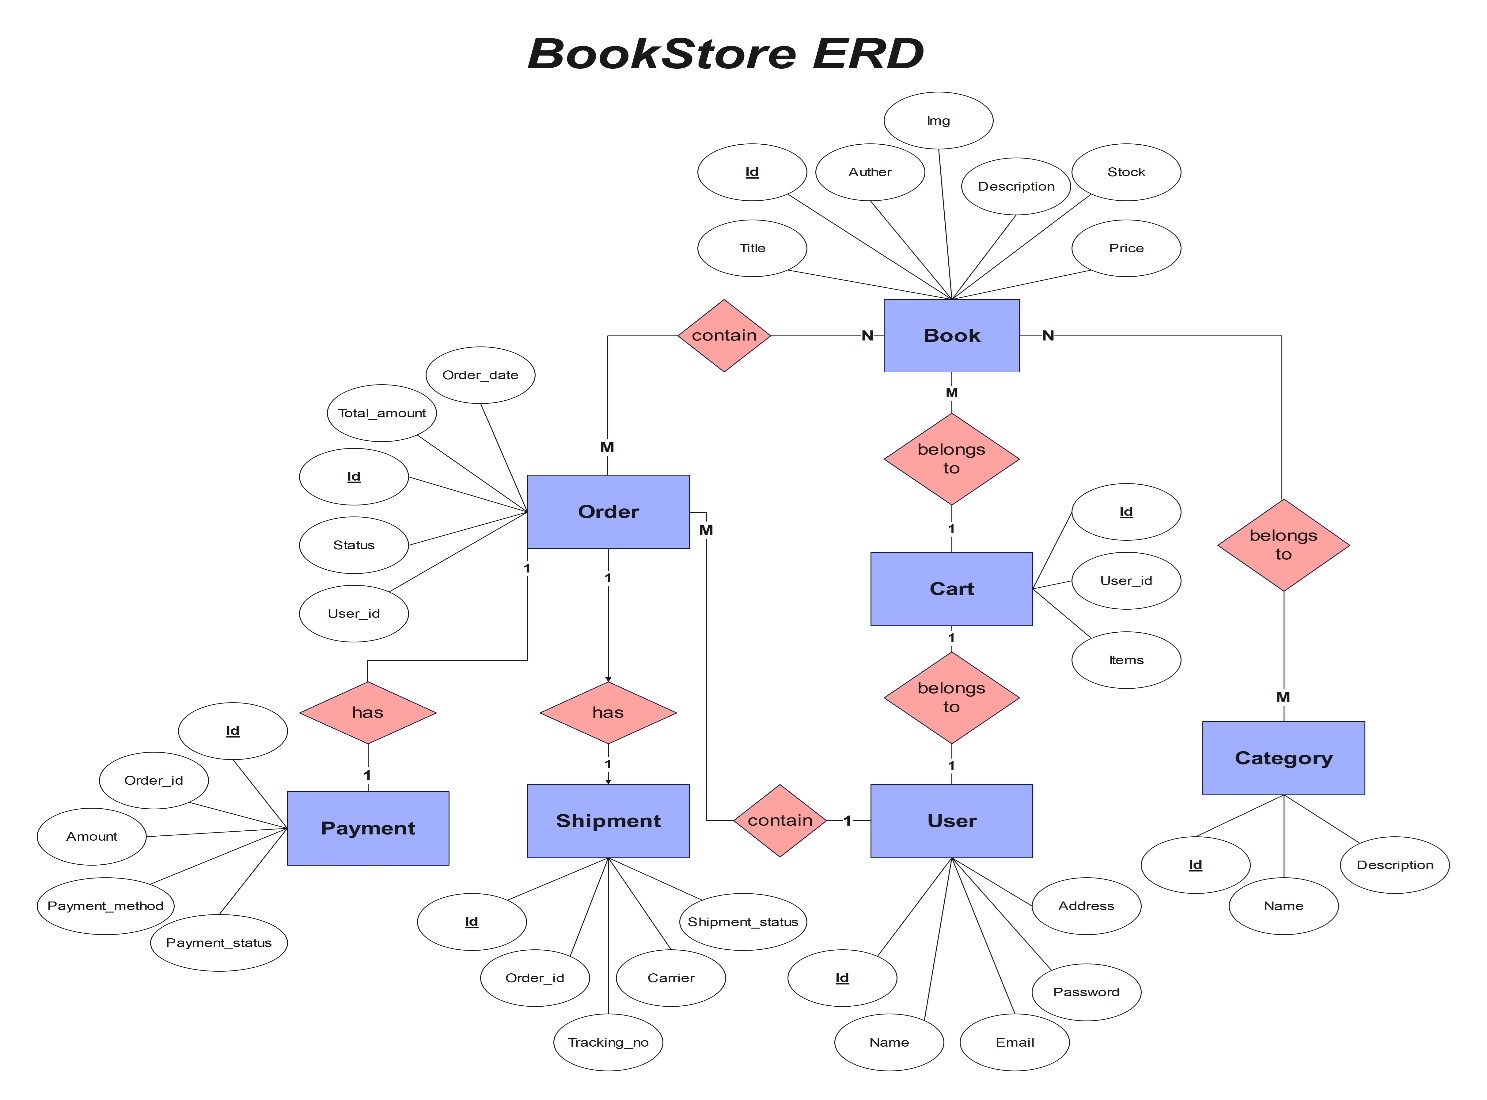 BookStore ERD
Img
Id
Auther
Description
Stock
Title
Price
contain
N
Book
N
Order_date
M
Total_amount
M
belongs
to
Id
Order
Id
M
1
belongs
to
Status
1
1
Cart
User_id
User_id
1
Items
belongs
to
M
has
has
Id
Category
1
1
1
Order_id
Payment
Shipment
contain
1
User
Amount
Id
Description
Payment_method
Name
Address
Id
Shipment_status
Payment_status
Order_id
Carrier
Id
Password
Tracking_no
Name
Email